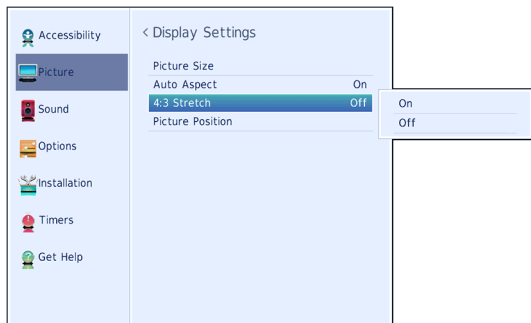 Accessibility
Picture
Sound
Options
Installation
Timers
Get Help
< Display Settings
Picture Size
Auto Aspect On
4:3 Stretch Off
Picture Position
On
Off